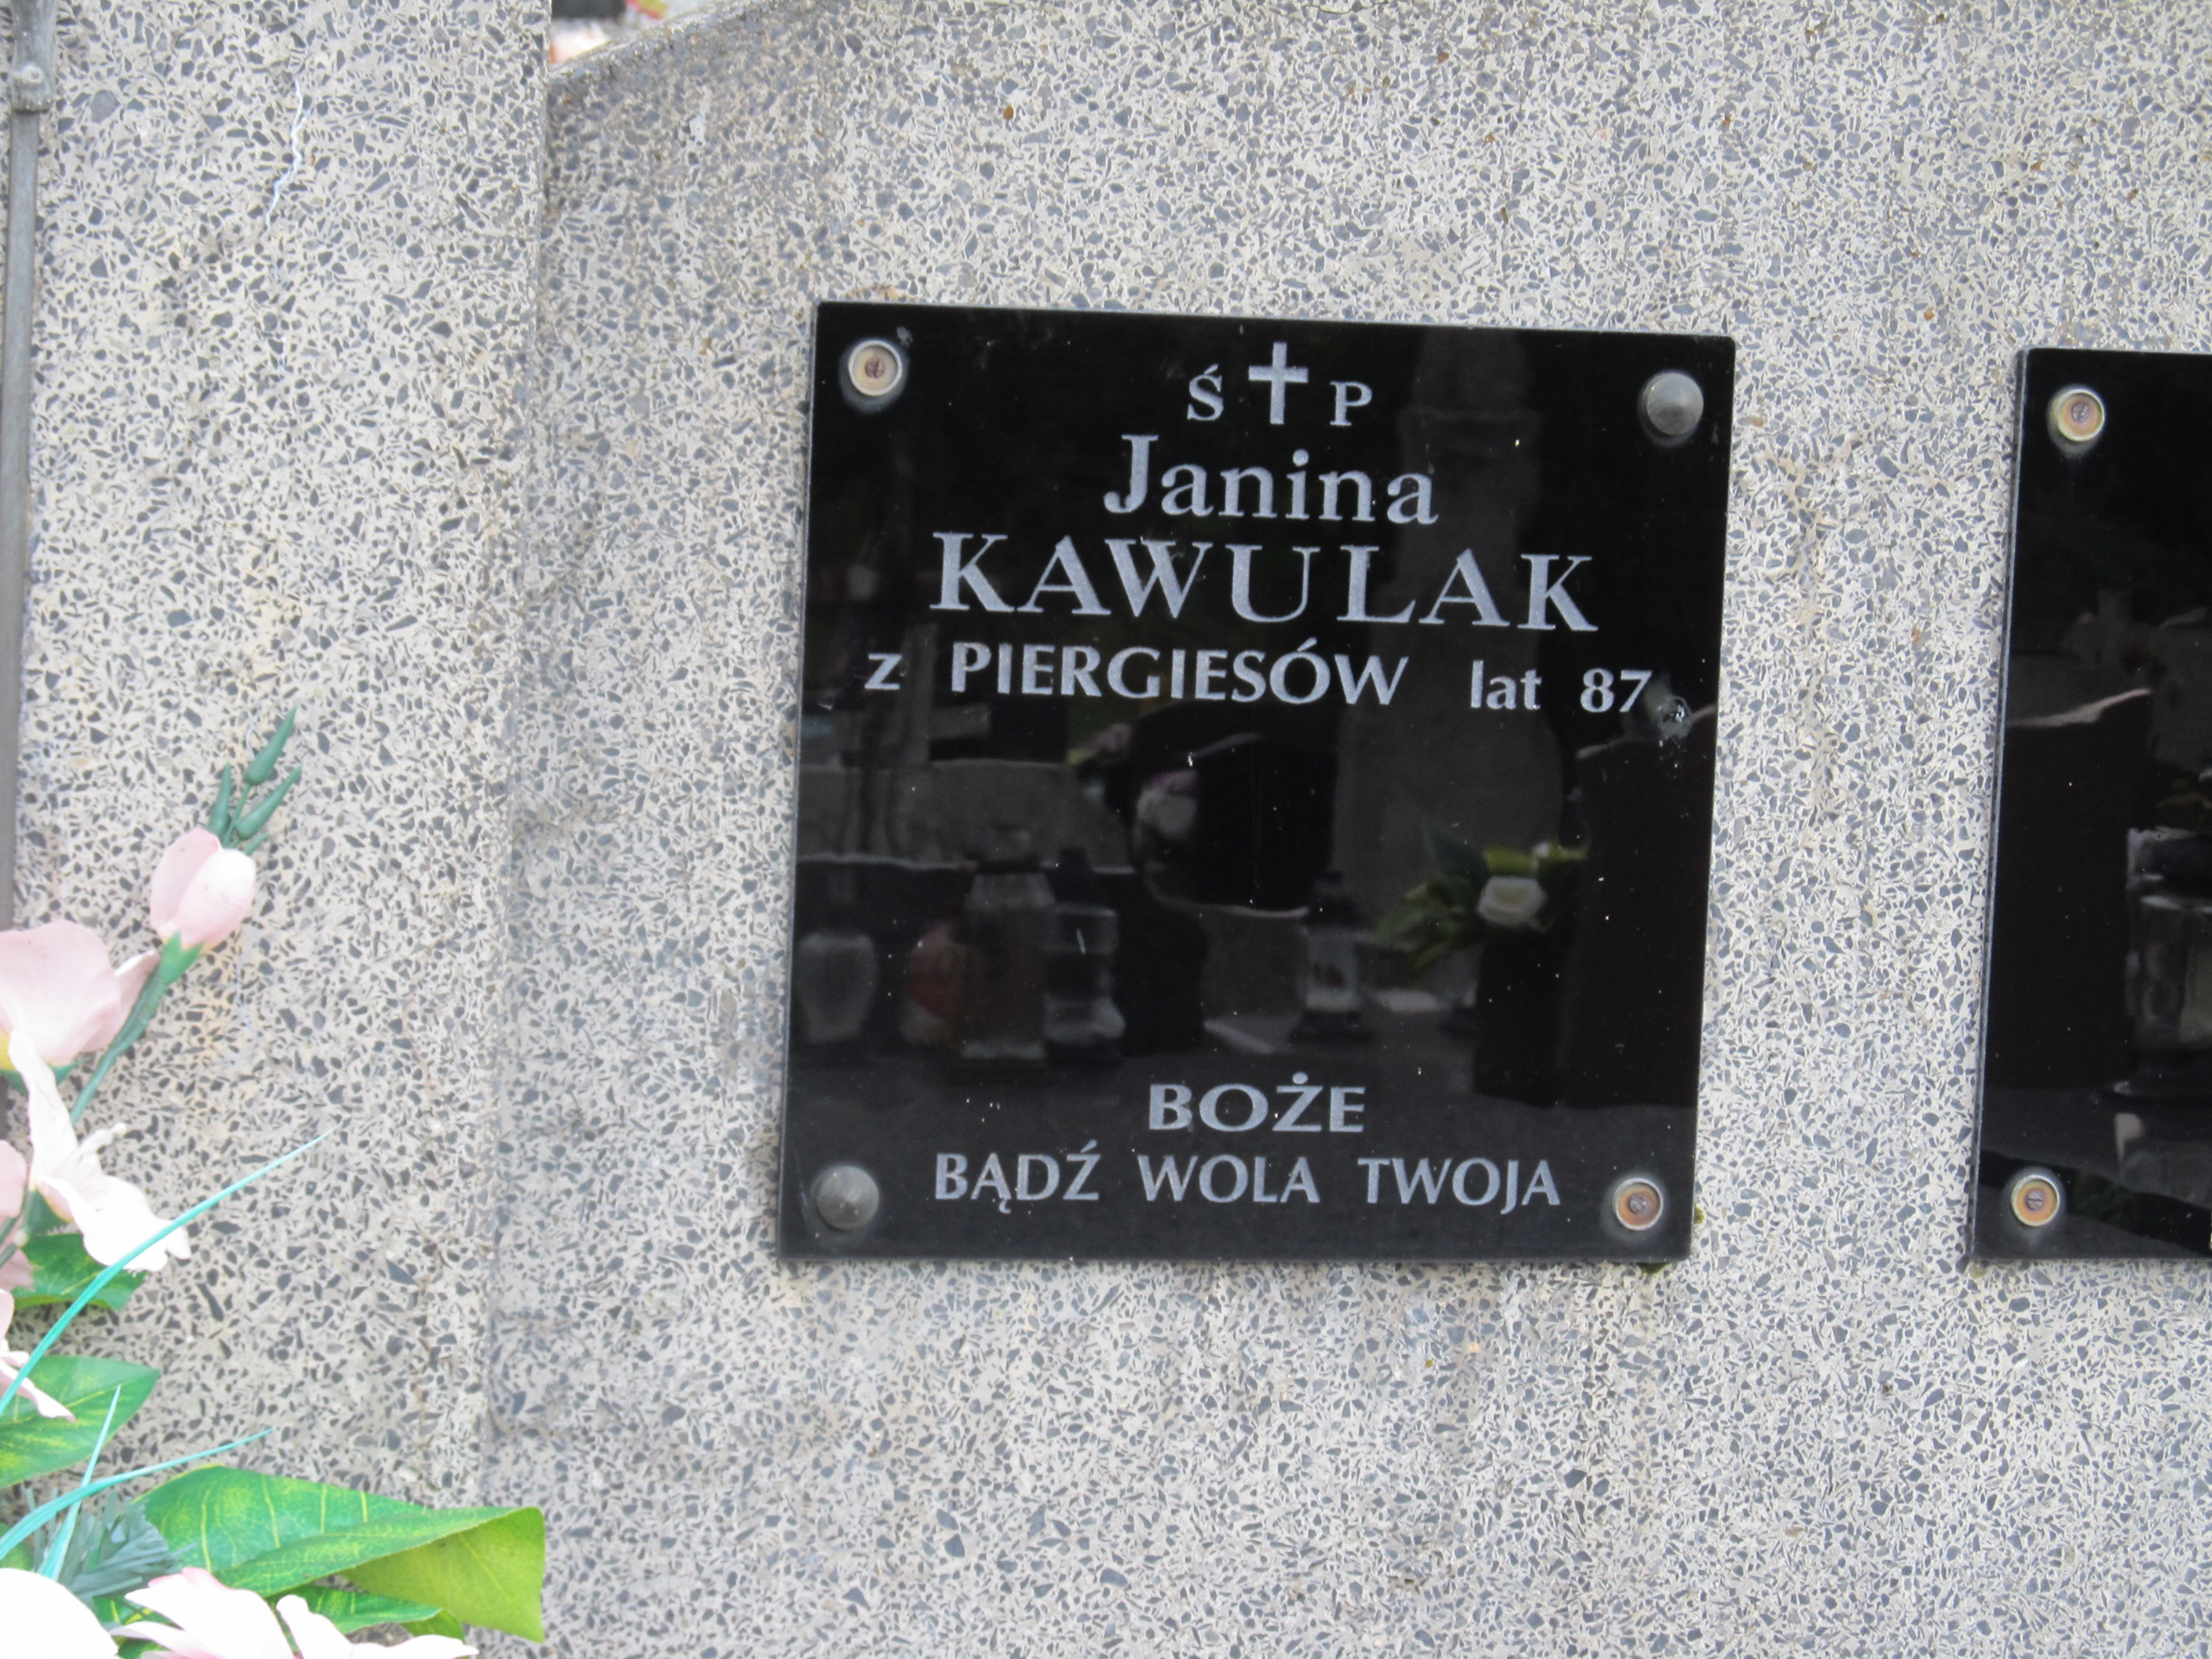 Ś P
Janina
KAWULAK
z PIERGIESÓW lat 87
BOŻE
BĄDŹ WOLA TWOJA